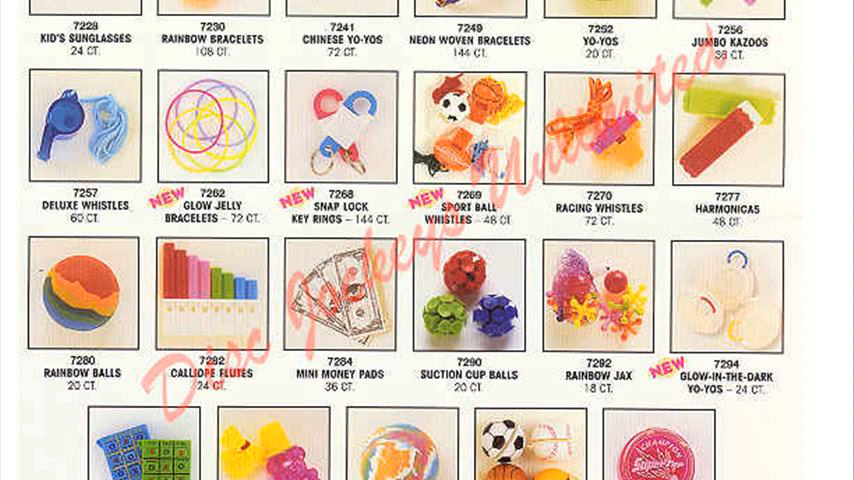 7228 7230 7241 7249 7252 7256
KID'S SUNGLASSES RAINBOW BRACELETS CHINESE YO-YOS NEON WOVEN BRACELETS YO-YOS JUMBO KAZOOS
24 CT. 108 CT. 72 CT. 144 CT. 20 CT. 36 CT.
7257 NEW 7262 NEW 7268 NEW 7269 7270 7277
DELUXE WHISTLES GLOW JELLY SNAP LOCK SPORT BALL RACING WHISTLES HARMONICAS
60 CT. BRACELETS – 72 CT. KEY RINGS – 144 CT. WHISTLES – 48 CT. 72 CT. 48 CT.
7280 7282 7284 7290 7292 NEW 7294
RAINBOW BALLS CALLIOPE FLUTES MINI MONEY PADS SUCTION CUP BALLS RAINBOW JAX GLOW-IN-THE-DARK
20 CT. 24 CT. 36 CT. 20 CT. 18 CT. YO-YOS – 24 CT.
Disc Jockeys Unlimited
CHAMPION